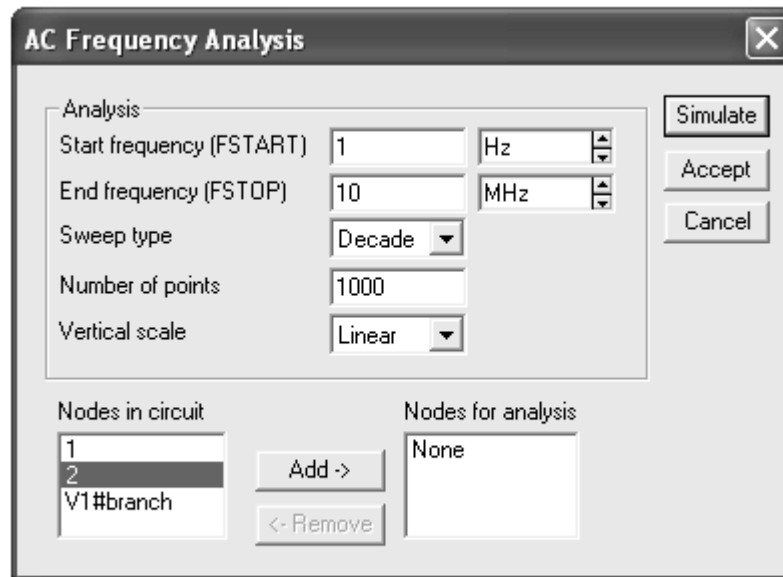 AC Frequency Analysis
Analysis
Start frequency (FSTART) 1 Hz
End frequency (FSTOP) 10 MHz
Sweep type Decade
Number of points 1000
Vertical scale Linear
Simulate
Accept
Cancel
Nodes in circuit
1
2
V1#branch
Add ->
<- Remove
Nodes for analysis
None